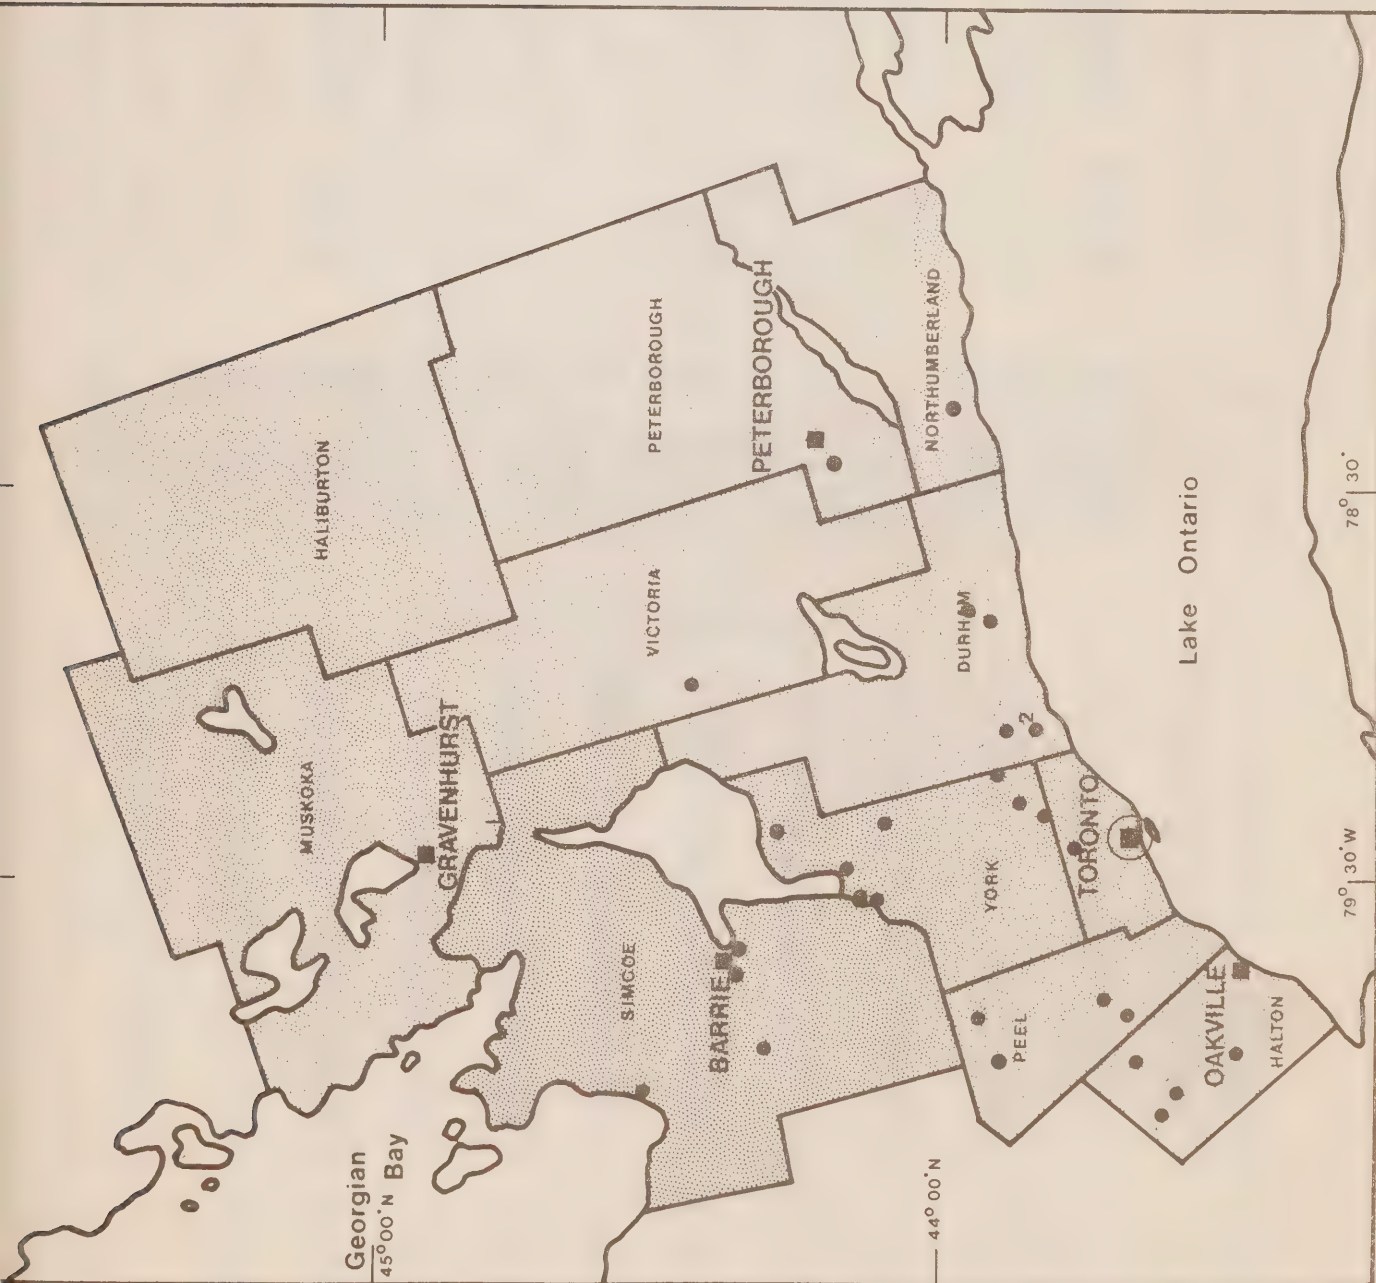 Georgian
Bay
45°00'N
MUSKOKA
HALIBURTON
GRAVENHURST
SIMCOE
VICTORIA
PETERBOROUGH
BARRIE
PETERBOROUGH
44°00'N
PEEL
YORK
DURHAM
NORTHUMBERLAND
2
TORONTO
OAKVILLE
HALTON
Lake Ontario
79° 30'W
78° 30'